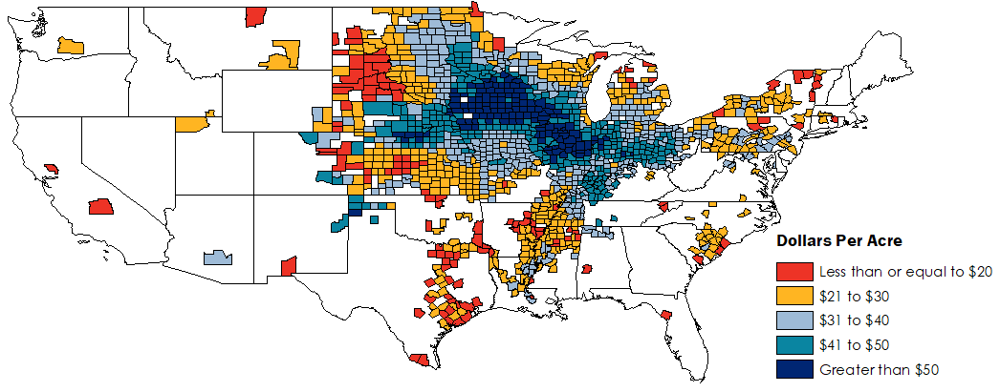 Dollars Per Acre
Less than or equal to $20
$21 to $30
$31 to $40
$41 to $50
Greater than $50